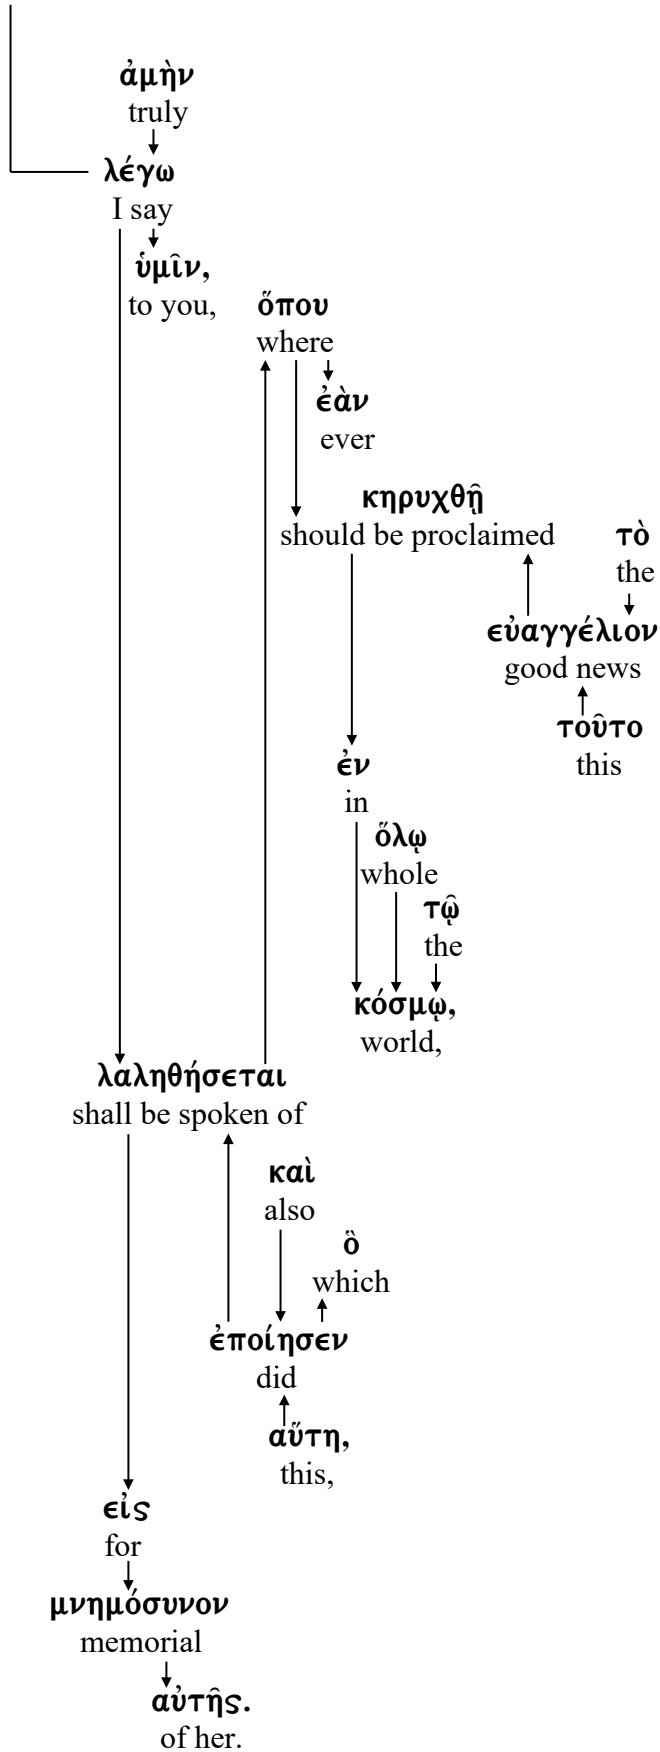 ἀμὴν
truly
λέγω
I say
ὑμῖν,
to you,
ὅπου
where
ἐὰν
ever
κηρυχθῇ
should be proclaimed
τὸ
the
εὐαγγέλιον
good news
τοῦτο
this
ἐν
in
ὅλῳ
whole
τῷ
the
κόσμῳ,
world,
λαληθήσεται
shall be spoken of
καὶ
also
ὃ
which
ἐποίησεν
did
αὕτη,
this,
εἰς
for
μνημόσυνον
memorial
αὐτῆς.
of her.